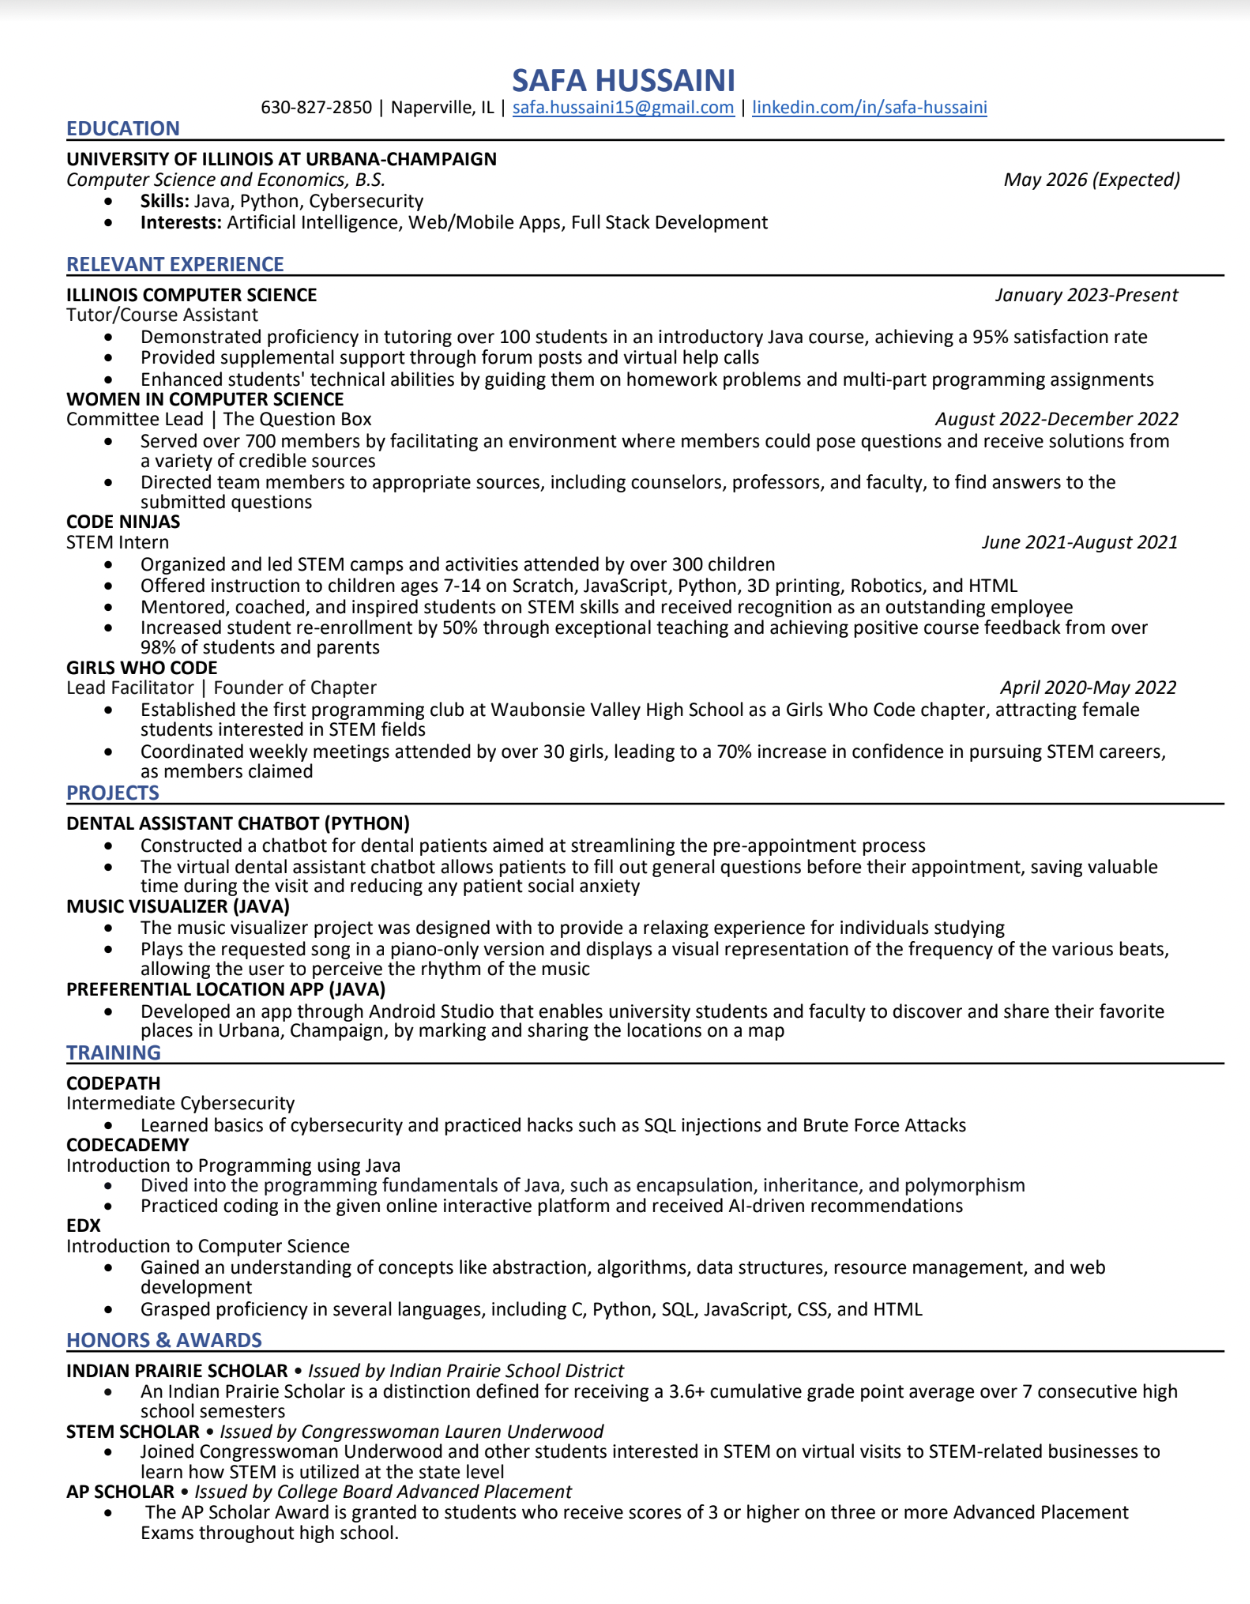 SAFA HUSSAINI
630-827-2850 | Naperville, IL | safa.hussaini15@gmail.com | linkedin.com/in/safa-hussaini
EDUCATION
UNIVERSITY OF ILLINOIS AT URBANA-CHAMPAIGN
Computer Science and Economics, B.S. May 2026 (Expected)
• Skills: Java, Python, Cybersecurity
• Interests: Artificial Intelligence, Web/Mobile Apps, Full Stack Development
RELEVANT EXPERIENCE
ILLINOIS COMPUTER SCIENCE January 2023-Present
Tutor/Course Assistant
• Demonstrated proficiency in tutoring over 100 students in an introductory Java course, achieving a 95% satisfaction rate
• Provided supplemental support through forum posts and virtual help calls
• Enhanced students' technical abilities by guiding them on homework problems and multi-part programming assignments
WOMEN IN COMPUTER SCIENCE
Committee Lead | The Question Box August 2022-December 2022
• Served over 700 members by facilitating an environment where members could pose questions and receive solutions from
a variety of credible sources
• Directed team members to appropriate sources, including counselors, professors, and faculty, to find answers to the
submitted questions
CODE NINJAS
STEM Intern June 2021-August 2021
• Organized and led STEM camps and activities attended by over 300 children
• Offered instruction to children ages 7-14 on Scratch, JavaScript, Python, 3D printing, Robotics, and HTML
• Mentored, coached, and inspired students on STEM skills and received recognition as an outstanding employee
• Increased student re-enrollment by 50% through exceptional teaching and achieving positive course feedback from over
98% of students and parents
GIRLS WHO CODE
Lead Facilitator | Founder of Chapter April 2020-May 2022
• Established the first programming club at Waubonsie Valley High School as a Girls Who Code chapter, attracting female
students interested in STEM fields
• Coordinated weekly meetings attended by over 30 girls, leading to a 70% increase in confidence in pursuing STEM careers,
as members claimed
PROJECTS
DENTAL ASSISTANT CHATBOT (PYTHON)
• Constructed a chatbot for dental patients aimed at streamlining the pre-appointment process
• The virtual dental assistant chatbot allows patients to fill out general questions before their appointment, saving valuable
time during the visit and reducing any patient social anxiety
MUSIC VISUALIZER (JAVA)
• The music visualizer project was designed with to provide a relaxing experience for individuals studying
• Plays the requested song in a piano-only version and displays a visual representation of the frequency of the various beats,
allowing the user to perceive the rhythm of the music
PREFERENTIAL LOCATION APP (JAVA)
• Developed an app through Android Studio that enables university students and faculty to discover and share their favorite
places in Urbana, Champaign, by marking and sharing the locations on a map
TRAINING
CODEPATH
Intermediate Cybersecurity
• Learned basics of cybersecurity and practiced hacks such as SQL injections and Brute Force Attacks
CODECADEMY
Introduction to Programming using Java
• Dived into the programming fundamentals of Java, such as encapsulation, inheritance, and polymorphism
• Practiced coding in the given online interactive platform and received AI-driven recommendations
EDX
Introduction to Computer Science
• Gained an understanding of concepts like abstraction, algorithms, data structures, resource management, and web
development
• Grasped proficiency in several languages, including C, Python, SQL, JavaScript, CSS, and HTML
HONORS & AWARDS
INDIAN PRAIRIE SCHOLAR • Issued by Indian Prairie School District
• An Indian Prairie Scholar is a distinction defined for receiving a 3.6+ cumulative grade point average over 7 consecutive high
school semesters
STEM SCHOLAR • Issued by Congresswoman Lauren Underwood
• Joined Congresswoman Underwood and other students interested in STEM on virtual visits to STEM-related businesses to
learn how STEM is utilized at the state level
AP SCHOLAR • Issued by College Board Advanced Placement
• The AP Scholar Award is granted to students who receive scores of 3 or higher on three or more Advanced Placement
Exams throughout high school.